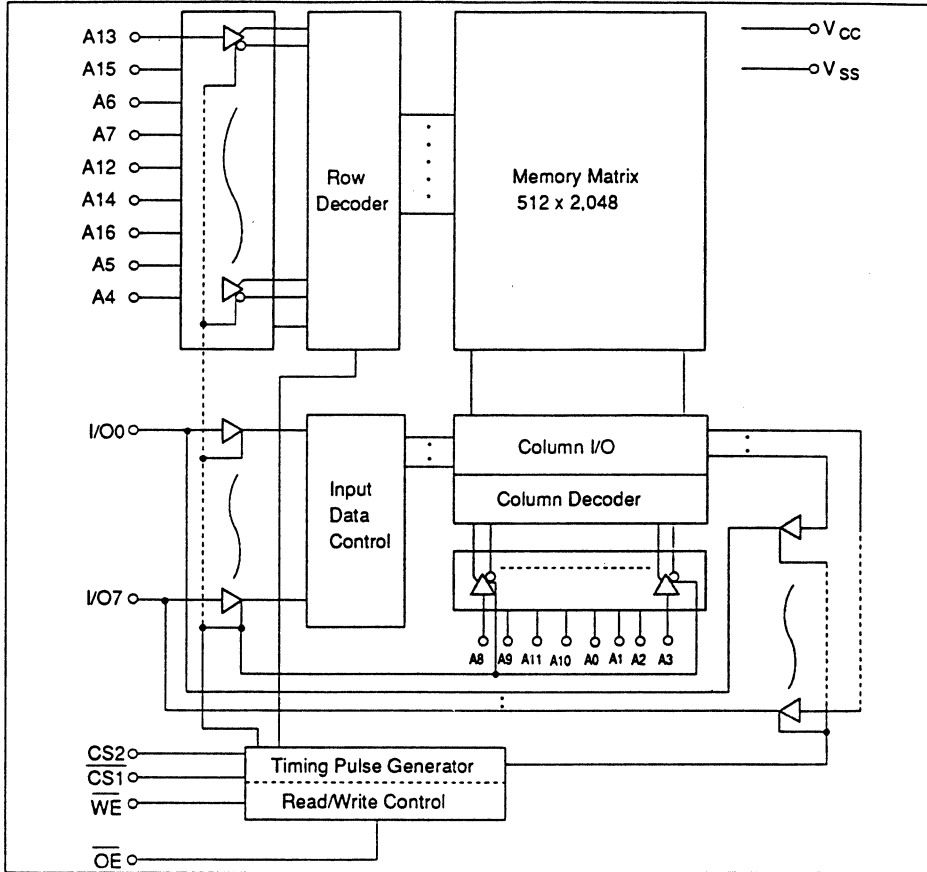 A13
A15
A6
A7
A12
A14
A16
A5
A4
Row
Decoder
Memory Matrix
512 x 2,048
V CC
V SS
I/O0
I/O7
Input
Data
Control
Column I/O
Column Decoder
A8 A9 A11 A10 A0 A1 A2 A3
CS2
CS1
WE
OE
Timing Pulse Generator
Read/Write Control